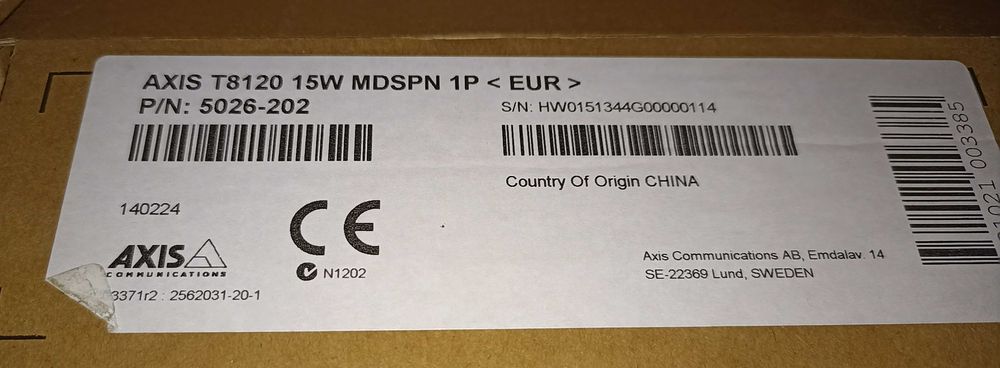 AXIS T8120 15W MDSPN 1P < EUR >
P/N: 5026-202
S/N: HW0151344G00000114
Country Of Origin CHINA
140224
CE
N1202
AXIS
COMMUNICATIONS
3371r2 : 2562031-20-1
Axis Communications AB, Emdalav. 14
SE-22369 Lund, SWEDEN
1021 003385